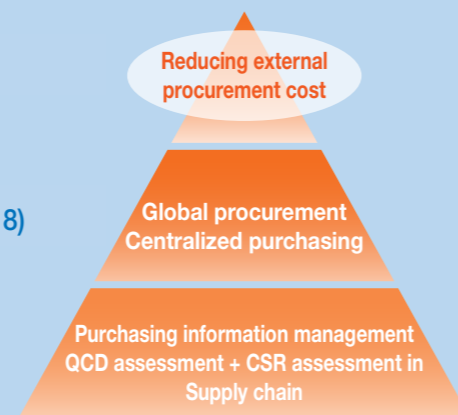 Reducing external
procurement cost
Global procurement
Centralized purchasing
8)
Purchasing information management
QCD assessment + CSR assessment in
Supply chain